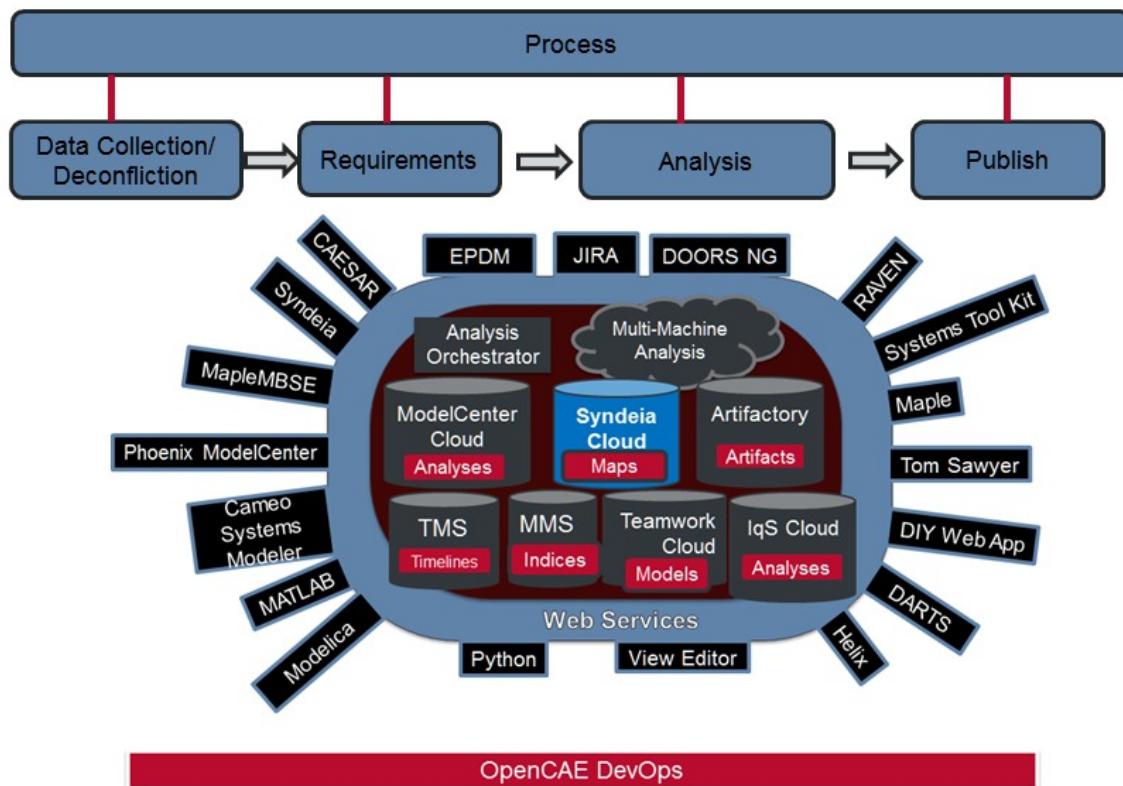 Process
Data Collection/
Deconfliction
Requirements
Analysis
Publish
CAESAR
Syndeia
MapleMBSE
Phoenix ModelCenter
Cameo
Systems
Modeler
MATLAB
Modelica
EPDM
JIRA
DOORS NG
RAVEN
Systems Tool Kit
Maple
Tom Sawyer
DIY Web App
DARTS
Helix
Analysis
Orchestrator
Multi-Machine
Analysis
ModelCenter
Cloud
Analyses
Syndeia
Cloud
Maps
Artifactory
Artifacts
TMS
Timelines
MMS
Indices
Teamwork
Cloud
Models
IqS Cloud
Analyses
Web Services
Python
View Editor
OpenCAE DevOps